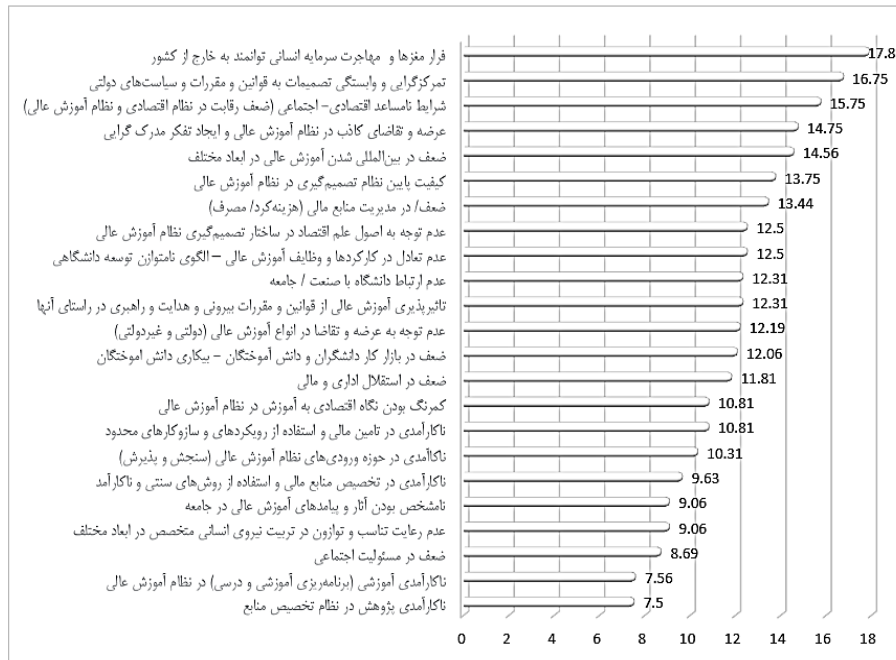 فرار مغزها و مهاجرت سرمایه انسانی توانمند به خارج از کشور 17.8
تمرکزگرایی و وابستگی تصمیمات به قوانین و مقررات و سیاست‌های دولتی 16.75
شرایط نامساعد اقتصادی- اجتماعی (ضعف رقابت در نظام اقتصادی و نظام آموزش عالی) 15.75
عرضه و تقاضای کاذب در نظام آموزش عالی و ایجاد تفکر مدرک گرایی 14.75
ضعف در بین‌المللی شدن آموزش عالی در ابعاد مختلف 14.56
کیفیت پایین نظام تصمیم‌گیری در نظام آموزش عالی 13.75
ضعف/ در مدیریت منابع مالی (هزینه‌کرد/ مصرف) 13.44
عدم توجه به اصول علم اقتصاد در ساختار تصمیم‌گیری نظام آموزش عالی 12.5
عدم تعادل در کارکردها و وظایف آموزش عالی – الگوی نامتوازن توسعه دانشگاهی 12.5
عدم ارتباط دانشگاه با صنعت / جامعه 12.31
تاثیرپذیری آموزش عالی از قوانین و مقررات بیرونی و هدایت و راهبری در راستای آنها 12.31
عدم توجه به عرضه و تقاضا در انواع آموزش عالی (دولتی و غیردولتی) 12.19
ضعف در بازار کار دانشگران و دانش آموختگان – بیکاری دانش اموختگان 12.06
ضعف در استقلال اداری و مالی 11.81
کمرنگ بودن نگاه اقتصادی به آموزش در نظام آموزش عالی 10.81
ناکارآمدی در تامین مالی و استفاده از رویکردهای و سازوکارهای محدود 10.81
ناکاآمدی در حوزه ورودی‌های نظام آموزش عالی (سنجش و پذیرش) 10.31
ناکارآمدی در تخصیص منابع مالی و استفاده از روش‌های سنتی و ناکارآمد 9.63
نامشخص بودن آثار و پیامدهای آموزش عالی در جامعه 9.06
عدم رعایت تناسب و توازون در تربیت نیروی انسانی متخصص در ابعاد مختلف 9.06
ضعف در مسئولیت اجتماعی 8.69
ناکارآمدی آموزشی (برنامه‌ریزی آموزشی و درسی) در نظام آموزش عالی 7.56
ناکارآمدی پژوهش در نظام تخصیص منابع 7.5
0 2 4 6 8 10 12 14 16 18